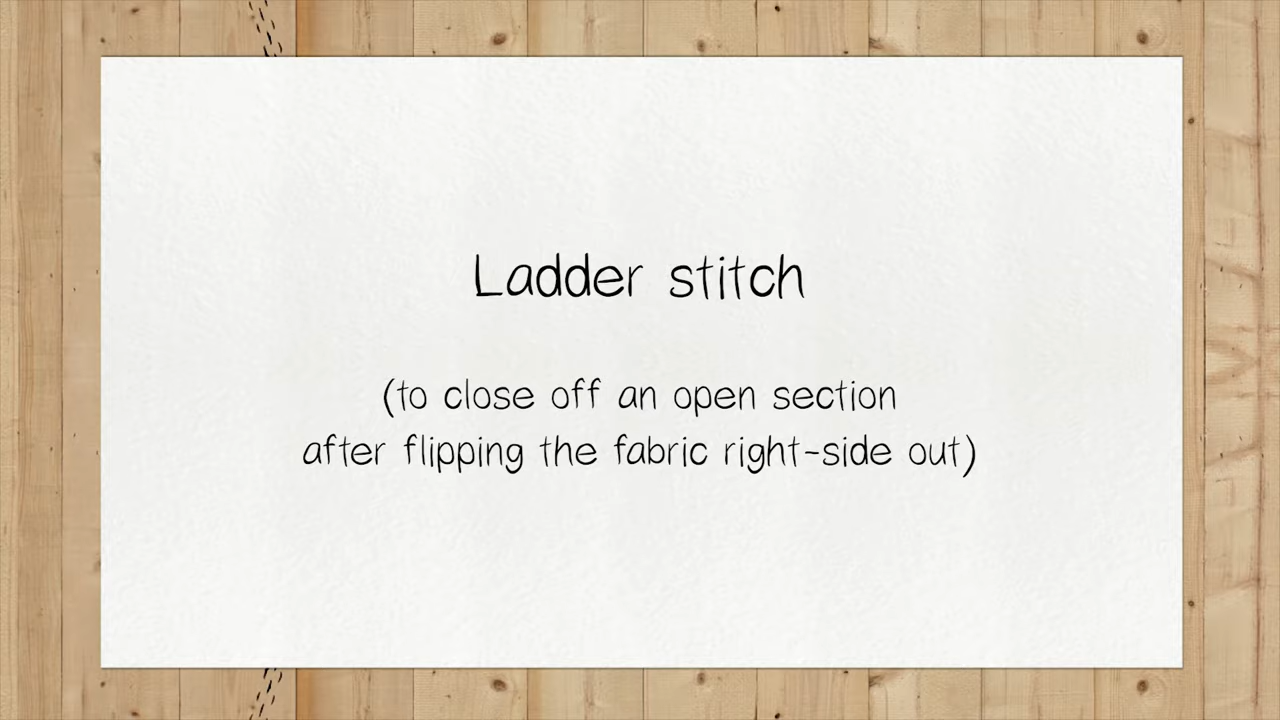 Ladder stitch
(to close off an open section
after flipping the fabric right-side out)